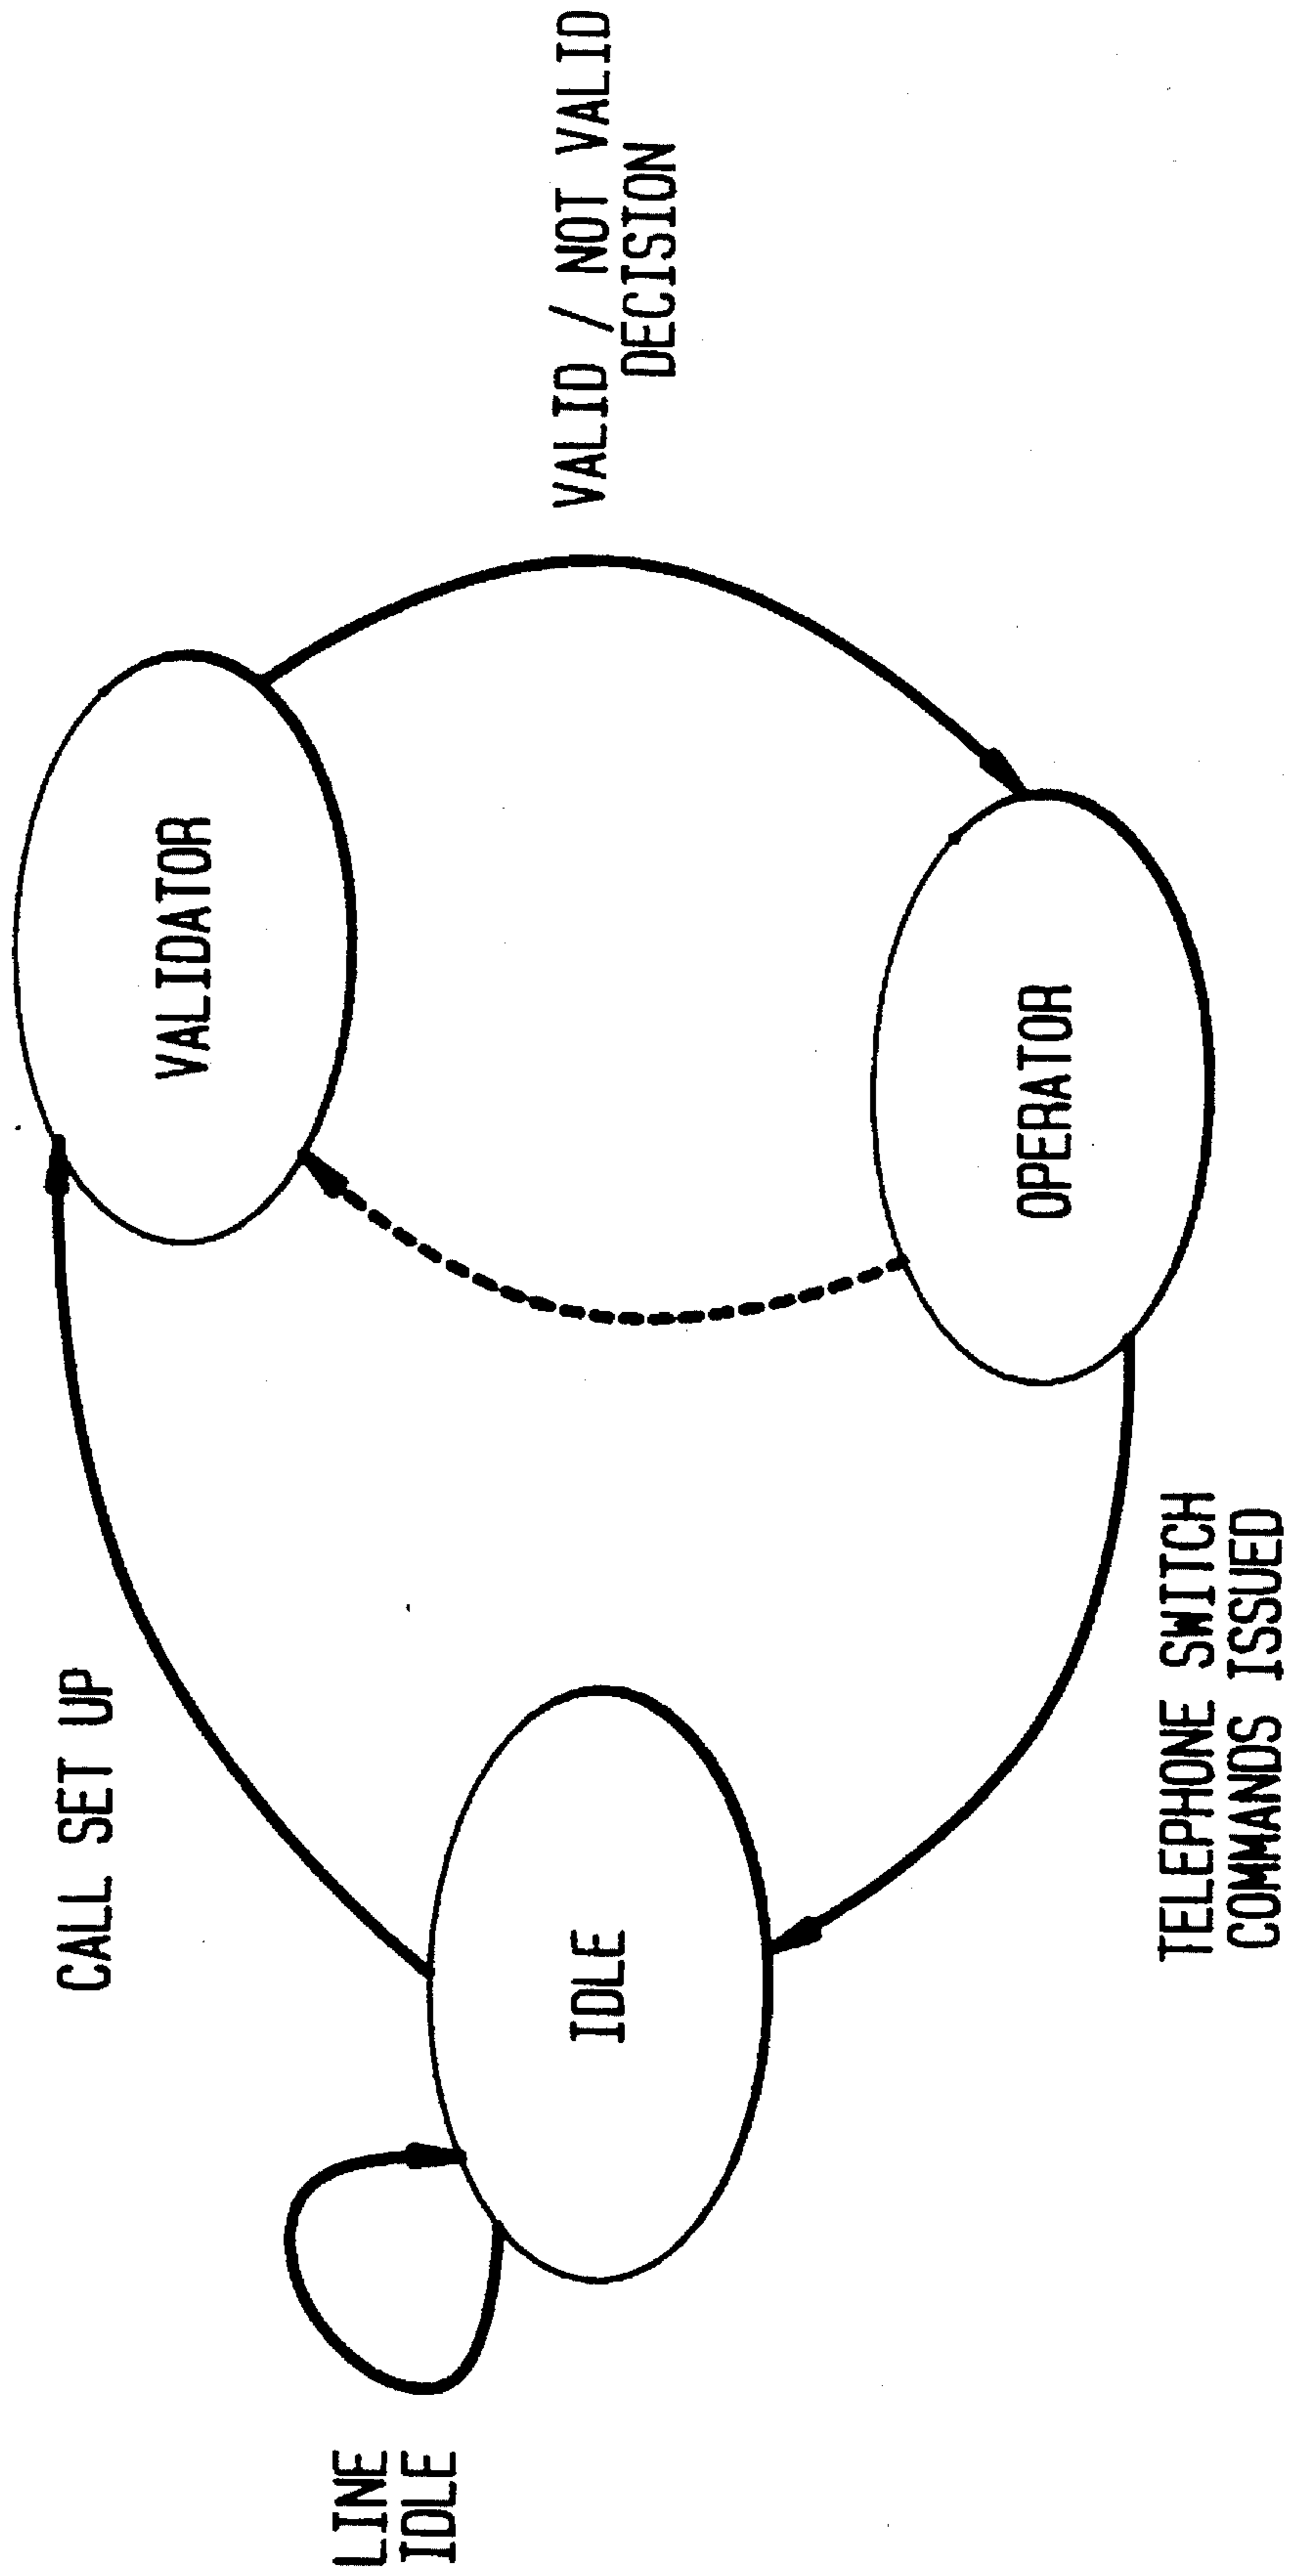 CALL SET UP
VALIDATOR
LINE
IDLE
IDLE
VALID / NOT VALID
DECISION
OPERATOR
TELEPHONE SWITCH
COMMANDS ISSUED